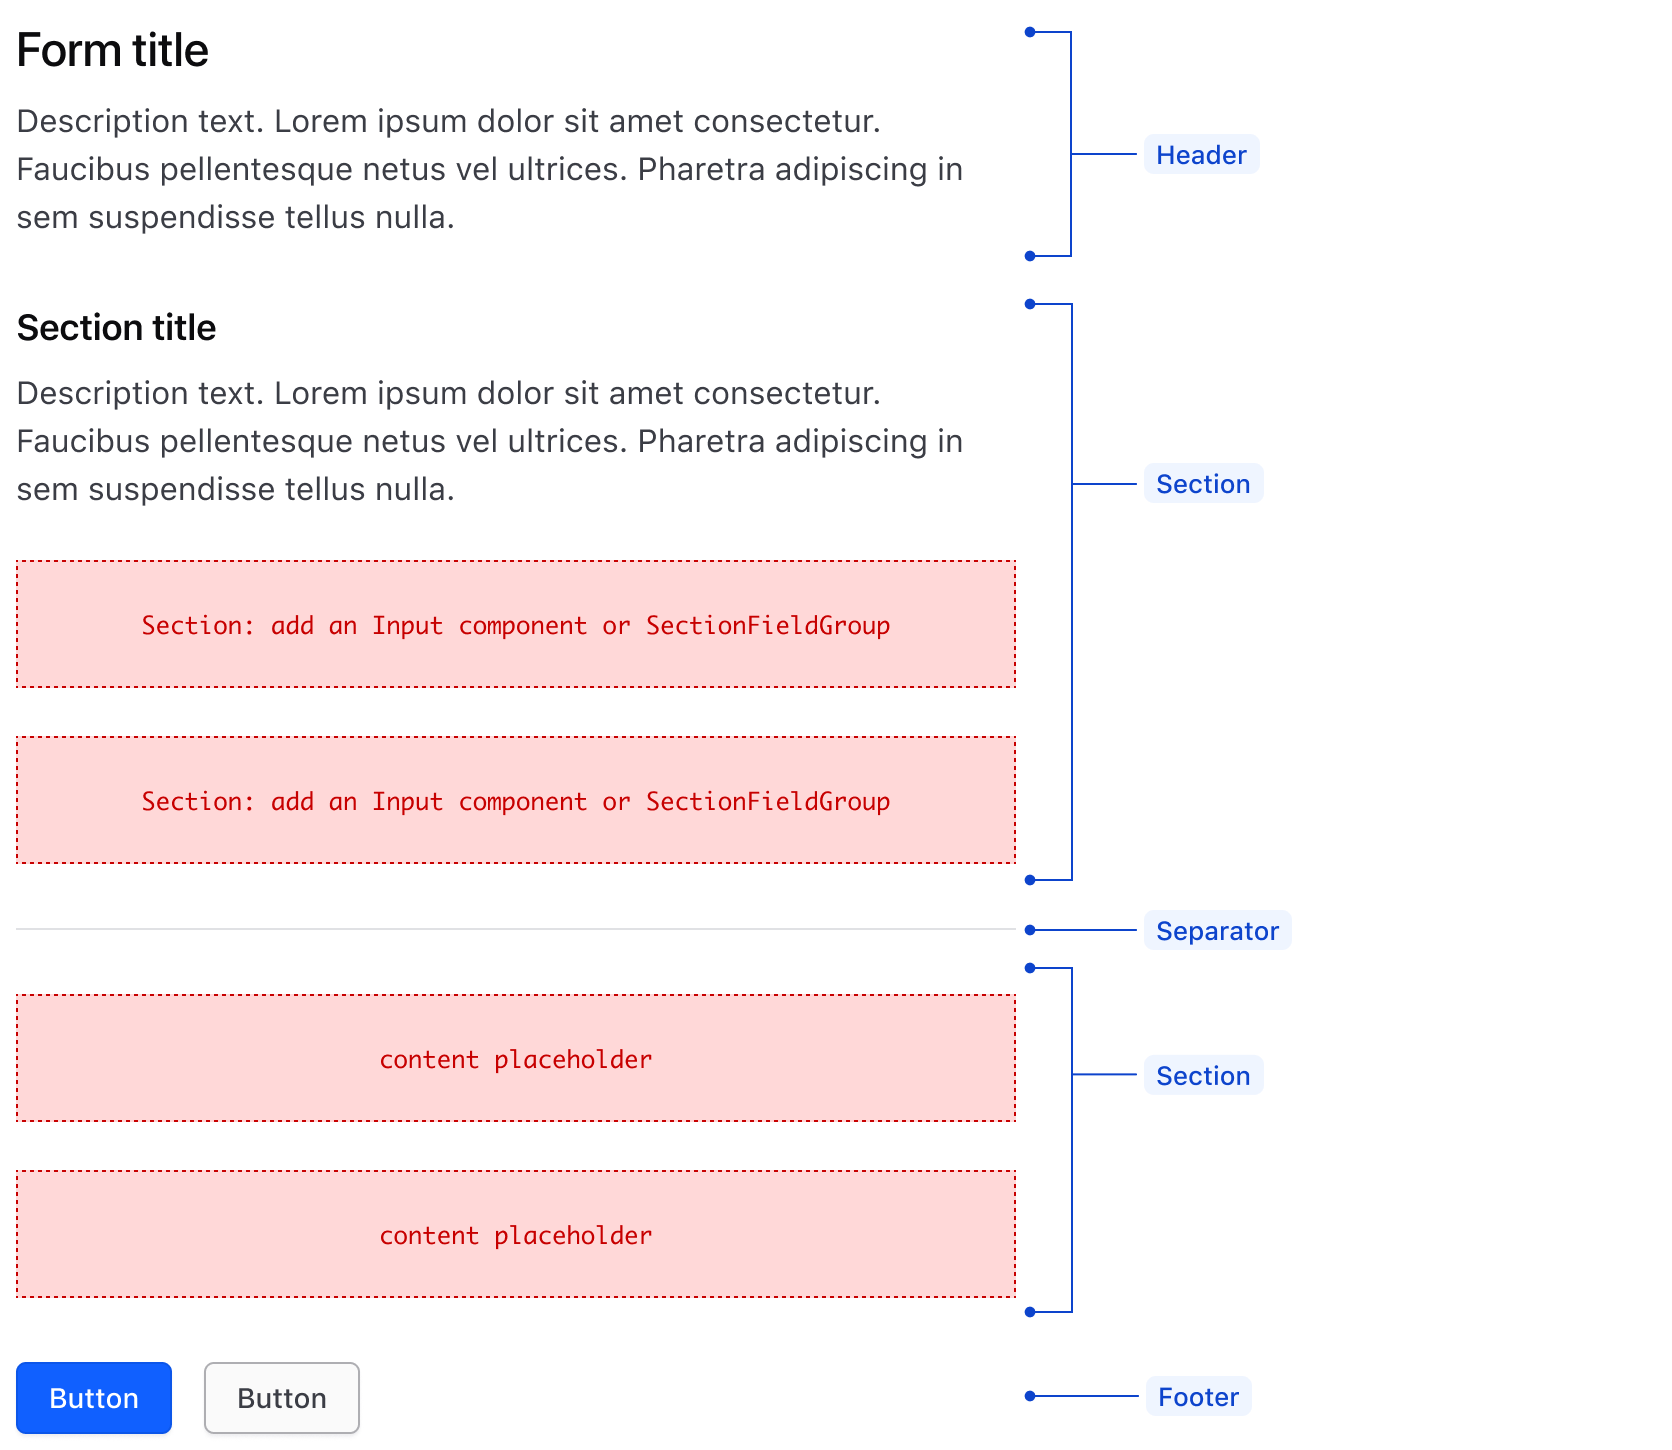 Form title
Description text. Lorem ipsum dolor sit amet consectetur.
Faucibus pellentesque netus vel ultrices. Pharetra adipiscing in
sem suspendisse tellus nulla.
Header
Section title
Description text. Lorem ipsum dolor sit amet consectetur.
Faucibus pellentesque netus vel ultrices. Pharetra adipiscing in
sem suspendisse tellus nulla.
Section
Section: add an Input component or SectionFieldGroup
Section: add an Input component or SectionFieldGroup
Separator
content placeholder
Section
content placeholder
Button Button Footer